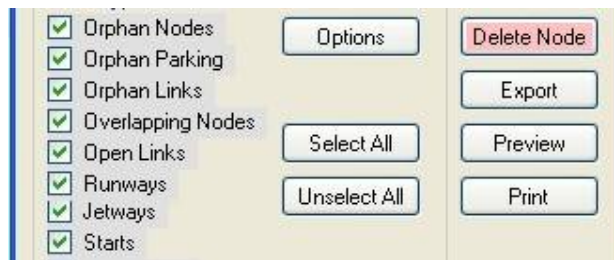 Orphan Nodes
Orphan Parking
Orphan Links
Overlapping Nodes
Open Links
Runways
Jetways
Starts
Options
Select All
Unselect All
Delete Node
Export
Preview
Print